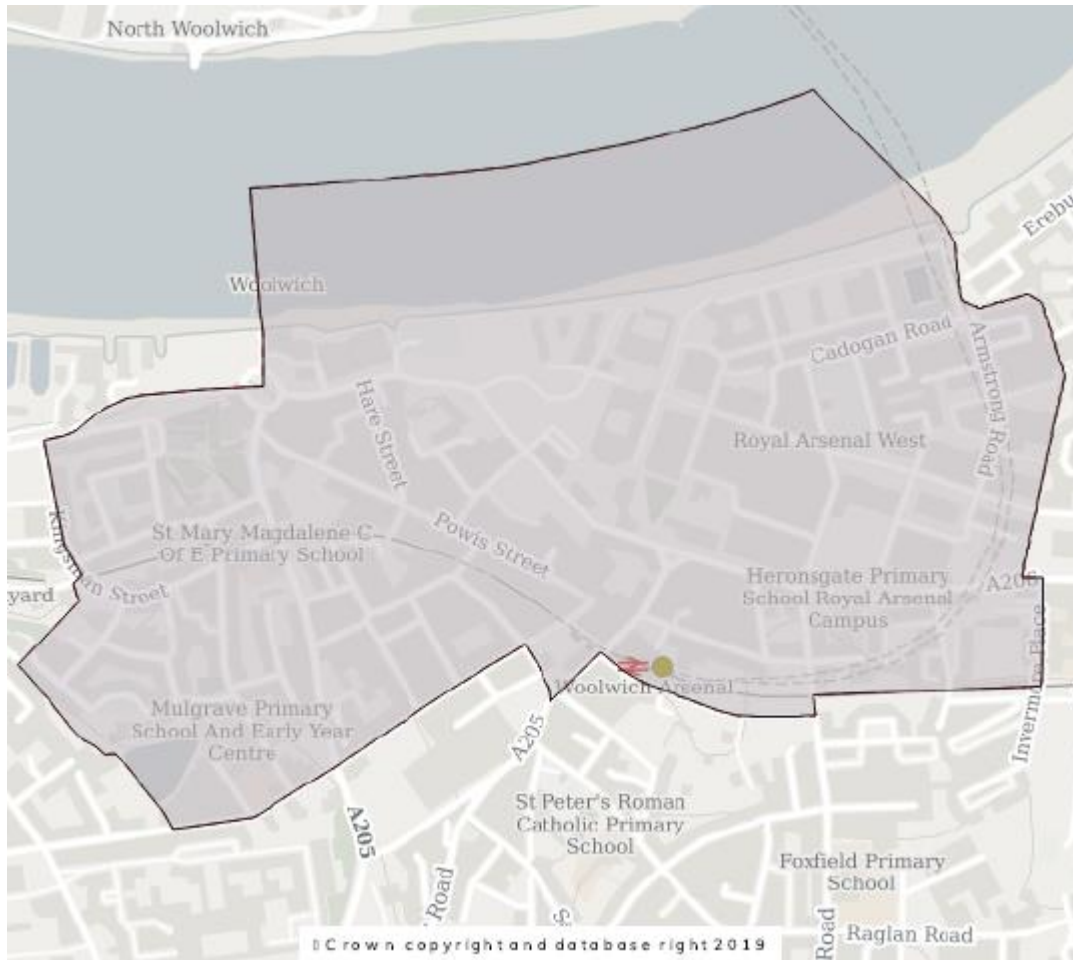 North Woolwich
Erebu
Woolwich
Cadogan Road
Armstrong Road
Hare Street
Royal Arsenal West
Powis Street
St Mary Magdalene C
Of E Primary School
Kingsman Street
yard
Heronsgate Primary
School Royal Arsenal
Campus
A206
Invermore Place
Woolwich Arsenal
Mulgrave Primary
School And Early Year
Centre
A205
A205
St Peter's Roman
Catholic Primary
School
Foxfield Primary
School
Road
Road
Raglan Road
Crown copyright and database right 2019